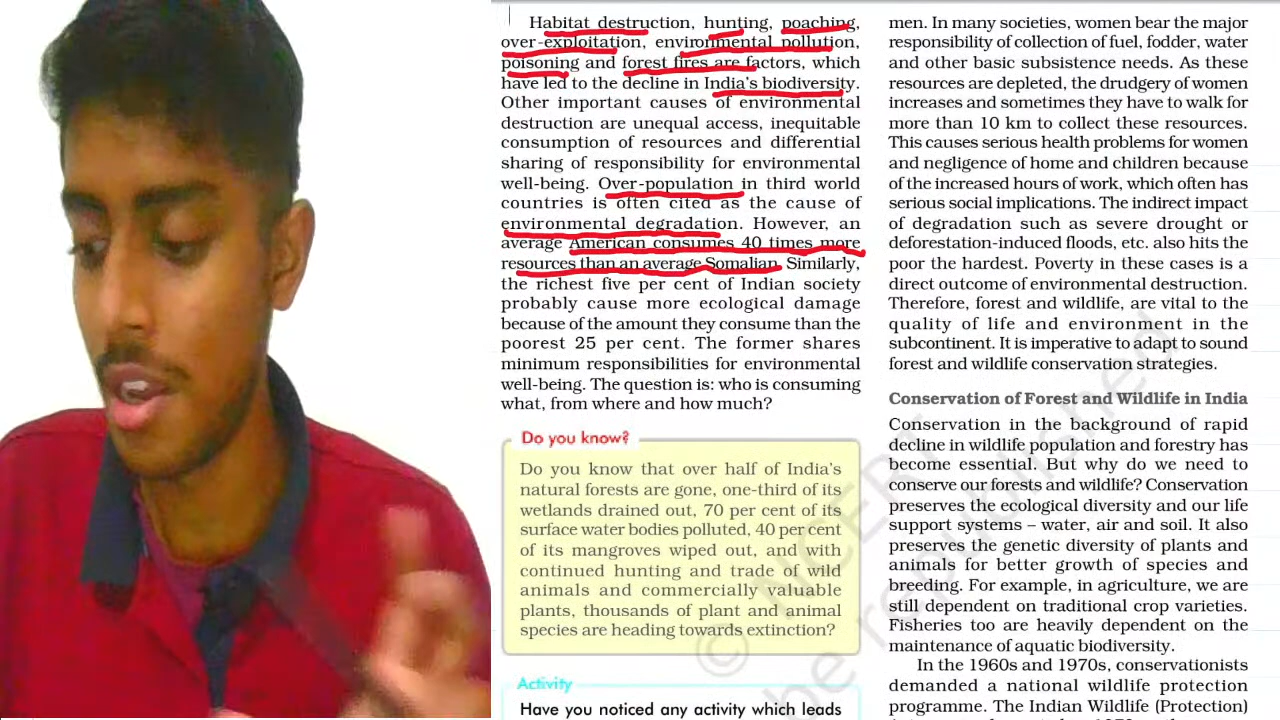 Habitat destruction, hunting, poaching,
over-exploitation, environmental pollution,
poisoning and forest fires are factors, which
have led to the decline in India's biodiversity.
Other important causes of environmental
destruction are unequal access, inequitable
consumption of resources and differential
sharing of responsibility for environmental
well-being. Over-population in third world
countries is often cited as the cause of
environmental degradation. However, an
average American consumes 40 times more
resources than an average Somalian. Similarly,
the richest five per cent of Indian society
probably cause more ecological damage
because of the amount they consume than the
poorest 25 per cent. The former shares
minimum responsibilities for environmental
well-being. The question is: who is consuming
what, from where and how much?
Do you know?
Do you know that over half of India's
natural forests are gone, one-third of its
wetlands drained out, 70 per cent of its
surface water bodies polluted, 40 per cent
of its mangroves wiped out, and with
continued hunting and trade of wild
animals and commercially valuable
plants, thousands of plant and animal
species are heading towards extinction?
Activity
Have you noticed any activity which leads
men. In many societies, women bear the major
responsibility of collection of fuel, fodder, water
and other basic subsistence needs. As these
resources are depleted, the drudgery of women
increases and sometimes they have to walk for
more than 10 km to collect these resources.
This causes serious health problems for women
and negligence of home and children because
of the increased hours of work, which often has
serious social implications. The indirect impact
of degradation such as severe drought or
deforestation-induced floods, etc. also hits the
poor the hardest. Poverty in these cases is a
direct outcome of environmental destruction.
Therefore, forest and wildlife, are vital to the
quality of life and environment in the
subcontinent. It is imperative to adapt to sound
forest and wildlife conservation strategies.
Conservation of Forest and Wildlife in India
Conservation in the background of rapid
decline in wildlife population and forestry has
become essential. But why do we need to
conserve our forests and wildlife? Conservation
preserves the ecological diversity and our life
support systems – water, air and soil. It also
preserves the genetic diversity of plants and
animals for better growth of species and
breeding. For example, in agriculture, we are
still dependent on traditional crop varieties.
Fisheries too are heavily dependent on the
maintenance of aquatic biodiversity.
In the 1960s and 1970s, conservationists
demanded a national wildlife protection
programme. The Indian Wildlife (Protection)
© NCERT
be republished